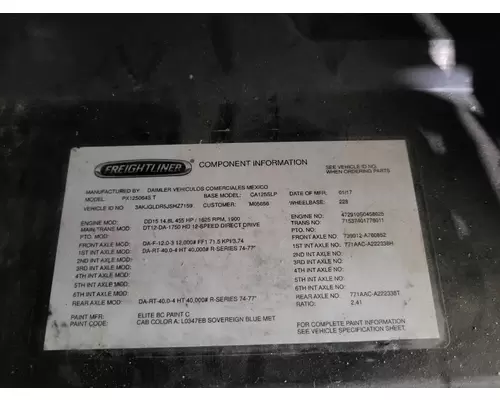 FREIGHTLINER COMPONENT INFORMATION SEE VEHICLE ID NO. WHEN ORDERING PARTS
MANUFACTURED BY DAIMLER VEHICULOS COMERCIALES MEXICO DATE OF MFR: 01/17
MODEL: PX12506 T BASE MODEL: CA125SLP WHEELBASE: 228
VEHICLE ID NO: CUSTOMER:
ENGINE MOD: DD15 14.8L 455 HP / 1625 RPM, 1900 ENGINE NO:
MAIN TRANS MOD: DT12-DA-1750 HD 12-SPEED DIRECT DRIVE TRANS NO:
PTO MOD: PTO NO:
FRONT AXLE MOD: DA-F-12.0-3 12,000# FF1 71.5 KPI/3.74 FRONT AXLE NO:
1ST INT AXLE MOD: DA-RT-40.0-4 HT 40,000# R-SERIES 74-77" 1ST INT AXLE NO:
2ND INT AXLE MOD: 2ND INT AXLE NO:
3RD INT AXLE MOD: 3RD INT AXLE NO:
4TH INT AXLE MOD: 4TH INT AXLE NO:
5TH INT AXLE MOD: 5TH INT AXLE NO:
6TH INT AXLE MOD: 6TH INT AXLE NO:
REAR AXLE MOD: DA-RT-40.0-4 HT 40,000# R-SERIES 74-77" REAR AXLE NO:
RATIO: 2.41
PAINT MFR: ELITE BC PAINT C
PAINT CODE: CAB COLOR A: L0347EB SOVEREIGN BLUE MET
FOR COMPLETE PAINT INFORMATION
SEE VEHICLE SPECIFICATION SHEET.